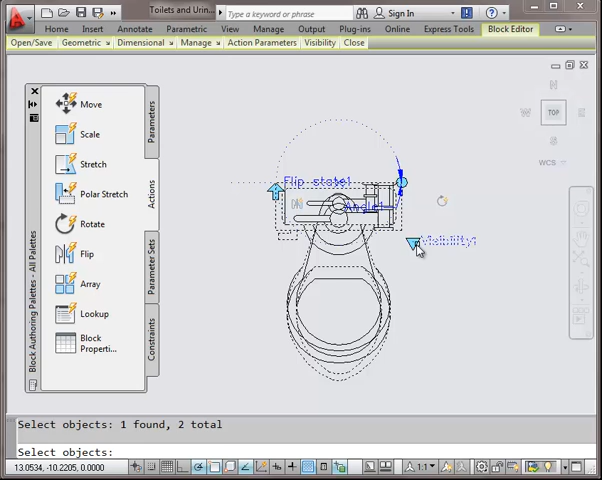 Toilets and Urin...
Type a keyword or phrase
Sign In
Home Insert Annotate Parametric View Manage Output Plug-ins Online Express Tools Block Editor
Open/Save Geometric Dimensional Manage Action Parameters Visibility Close
Move
Scale
Stretch
Polar Stretch
Rotate
Flip
Array
Lookup
Block
Properti...
Parameters
Actions
Parameter Sets
Constraints
Block Authoring Palettes - All Palettes
Flip state1
Angle1
Visibility1
N
W
TOP
E
S
WCS
Select objects: 1 found, 2 total
Select objects:
13.0534, -10.2205, 0.0000
1:1